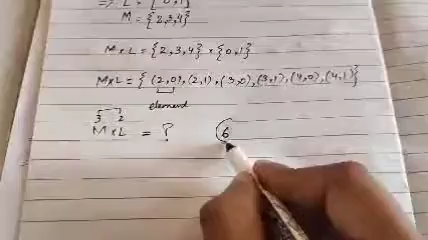 => L = {0,1}
M = {2,3,4}
M×L = {2,3,4} × {0,1}
M×L = { (2,0), (2,1), (3,0), (3,1), (4,0), (4,1) }
element
3 2
M×L = ? 6